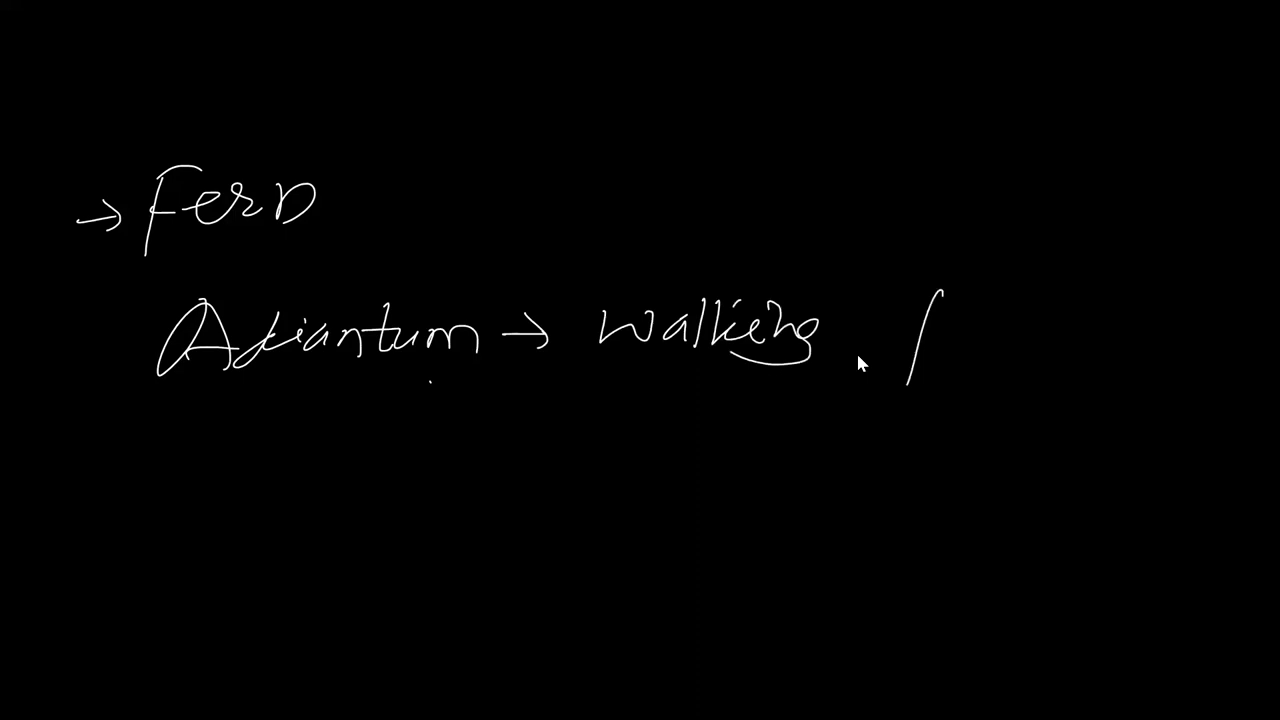 → Fern
Adiantum → walking